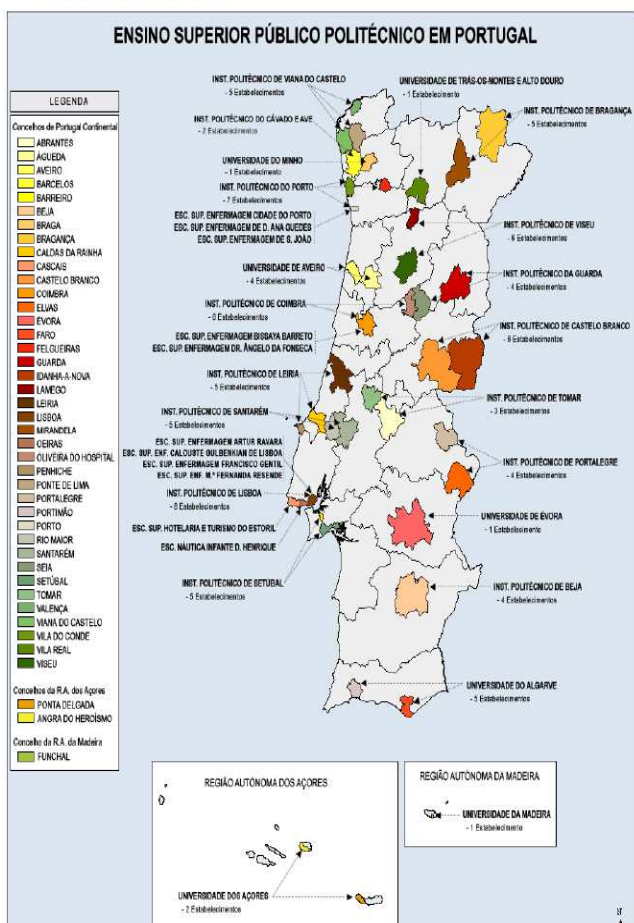 ENSINO SUPERIOR PÚBLICO POLITÉCNICO EM PORTUGAL
LEGENDA
Concelhos de Portugal Continental
ABRANTES
ÁGUEDA
AVEIRO
BARCELOS
BARREIRO
BEJA
BRAGA
BRAGANÇA
CALDAS DA RAINHA
CASCAIS
CASTELO BRANCO
COIMBRA
ELVAS
ÉVORA
FARO
FELGUEIRAS
GUARDA
IDANHA-A-NOVA
LAMEGO
LEIRIA
LISBOA
MIRANDELA
OEIRAS
OLIVEIRA DO HOSPITAL
PENICHE
PONTE DE LIMA
PORTALEGRE
PORTIMÃO
PORTO
RIO MAIOR
SANTARÉM
SEIA
SETÚBAL
TOMAR
VALENÇA
VIANA DO CASTELO
VILA DO CONDE
VILA REAL
VISEU
Concelhos da R.A. dos Açores
PONTA DELGADA
ANGRA DO HEROÍSMO
Concelho da R.A. da Madeira
FUNCHAL
INST. POLITÉCNICO DE VIANA DO CASTELO
- 5 Estabelecimentos
UNIVERSIDADE DE TRÁS-OS-MONTES E ALTO DOURO
- 1 Estabelecimento
INST. POLITÉCNICO DO CÁVADO E AVE
- 2 Estabelecimentos
INST. POLITÉCNICO DE BRAGANÇA
- 5 Estabelecimentos
UNIVERSIDADE DO MINHO
- 1 Estabelecimento
INST. POLITÉCNICO DO PORTO
- 7 Estabelecimentos
ESC. SUP. ENFERMAGEM CIDADE DO PORTO
ESC. SUP. ENFERMAGEM DE D. ANA GUEDES
ESC. SUP. ENFERMAGEM DE S. JOÃO
INST. POLITÉCNICO DE VISEU
- 6 Estabelecimentos
UNIVERSIDADE DE AVEIRO
- 4 Estabelecimentos
INST. POLITÉCNICO DA GUARDA
- 4 Estabelecimentos
INST. POLITÉCNICO DE COIMBRA
- 6 Estabelecimentos
INST. POLITÉCNICO DE CASTELO BRANCO
- 6 Estabelecimentos
ESC. SUP. ENFERMAGEM BISSAYA BARRETO
ESC. SUP. ENFERMAGEM DR. ÂNGELO DA FONSECA
INST. POLITÉCNICO DE LEIRIA
- 5 Estabelecimentos
INST. POLITÉCNICO DE TOMAR
- 3 Estabelecimentos
INST. POLITÉCNICO DE SANTARÉM
- 5 Estabelecimentos
ESC. SUP. ENFERMAGEM ARTUR RAVARA
ESC. SUP. ENF. CALOUSTE GULBENKIAN DE LISBOA
ESC. SUP. ENFERMAGEM FRANCISCO GENTIL
ESC. SUP. ENF. Mª FERNANDA RESENDE
INST. POLITÉCNICO DE PORTALEGRE
- 4 Estabelecimentos
INST. POLITÉCNICO DE LISBOA
- 8 Estabelecimentos
UNIVERSIDADE DE ÉVORA
- 1 Estabelecimento
ESC. SUP. HOTELARIA E TURISMO DO ESTORIL
ESC. NÁUTICA INFANTE D. HENRIQUE
INST. POLITÉCNICO DE SETÚBAL
- 5 Estabelecimentos
INST. POLITÉCNICO DE BEJA
- 4 Estabelecimentos
UNIVERSIDADE DO ALGARVE
- 5 Estabelecimentos
REGIÃO AUTÓNOMA DOS AÇORES
UNIVERSIDADE DOS AÇORES
- 2 Estabelecimentos
REGIÃO AUTÓNOMA DA MADEIRA
UNIVERSIDADE DA MADEIRA
- 1 Estabelecimento